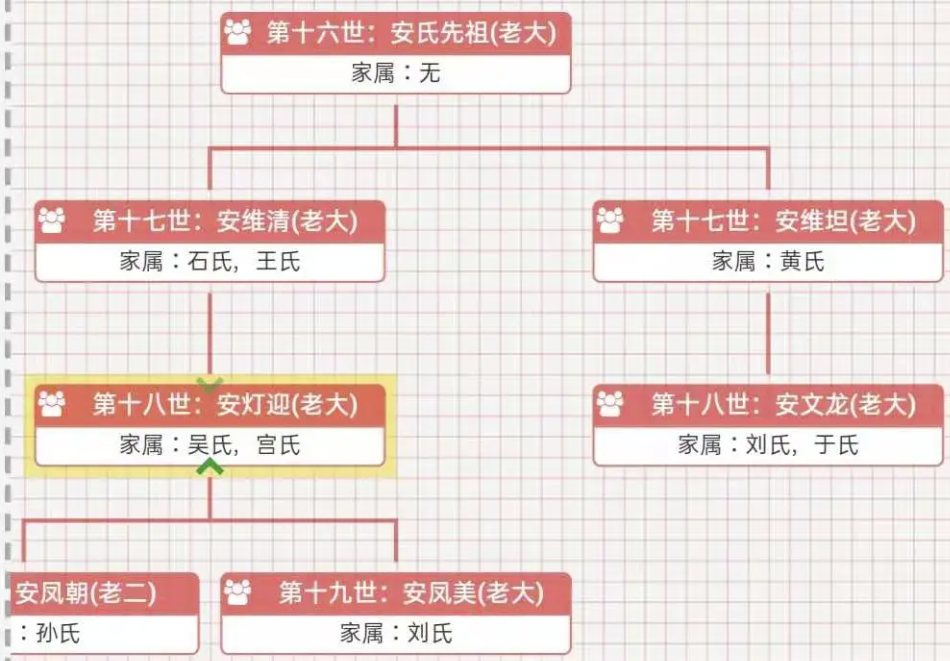 第十六世：安氏先祖(老大)
家属：无
第十七世：安维清(老大)
家属：石氏，王氏
第十七世：安维坦(老大)
家属：黄氏
第十八世：安灯迎(老大)
家属：吴氏，宫氏
第十八世：安文龙(老大)
家属：刘氏，于氏
安凤朝(老二)
：孙氏
第十九世：安凤美(老大)
家属：刘氏